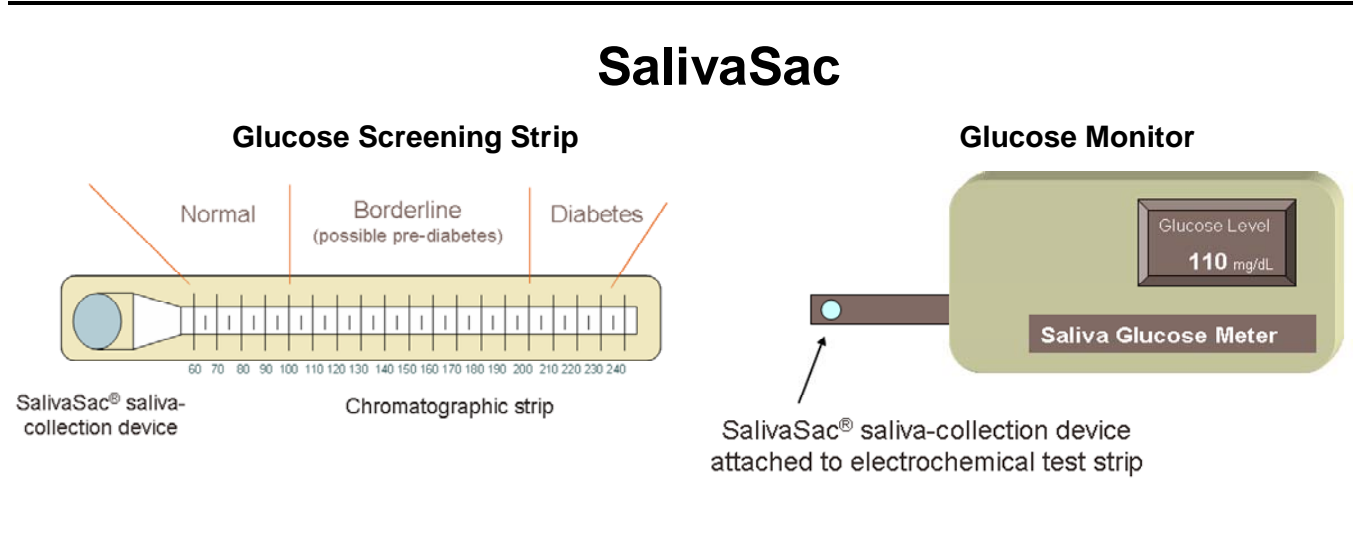 SalivaSac
Glucose Screening Strip
Glucose Monitor
Normal
Borderline
(possible pre-diabetes)
Diabetes
60 70 80 90 100 110 120 130 140 150 160 170 180 190 200 210 220 230 240
SalivaSac® saliva-
collection device
Chromatographic strip
Glucose Level
110 mg/dL
Saliva Glucose Meter
SalivaSac® saliva-collection device
attached to electrochemical test strip